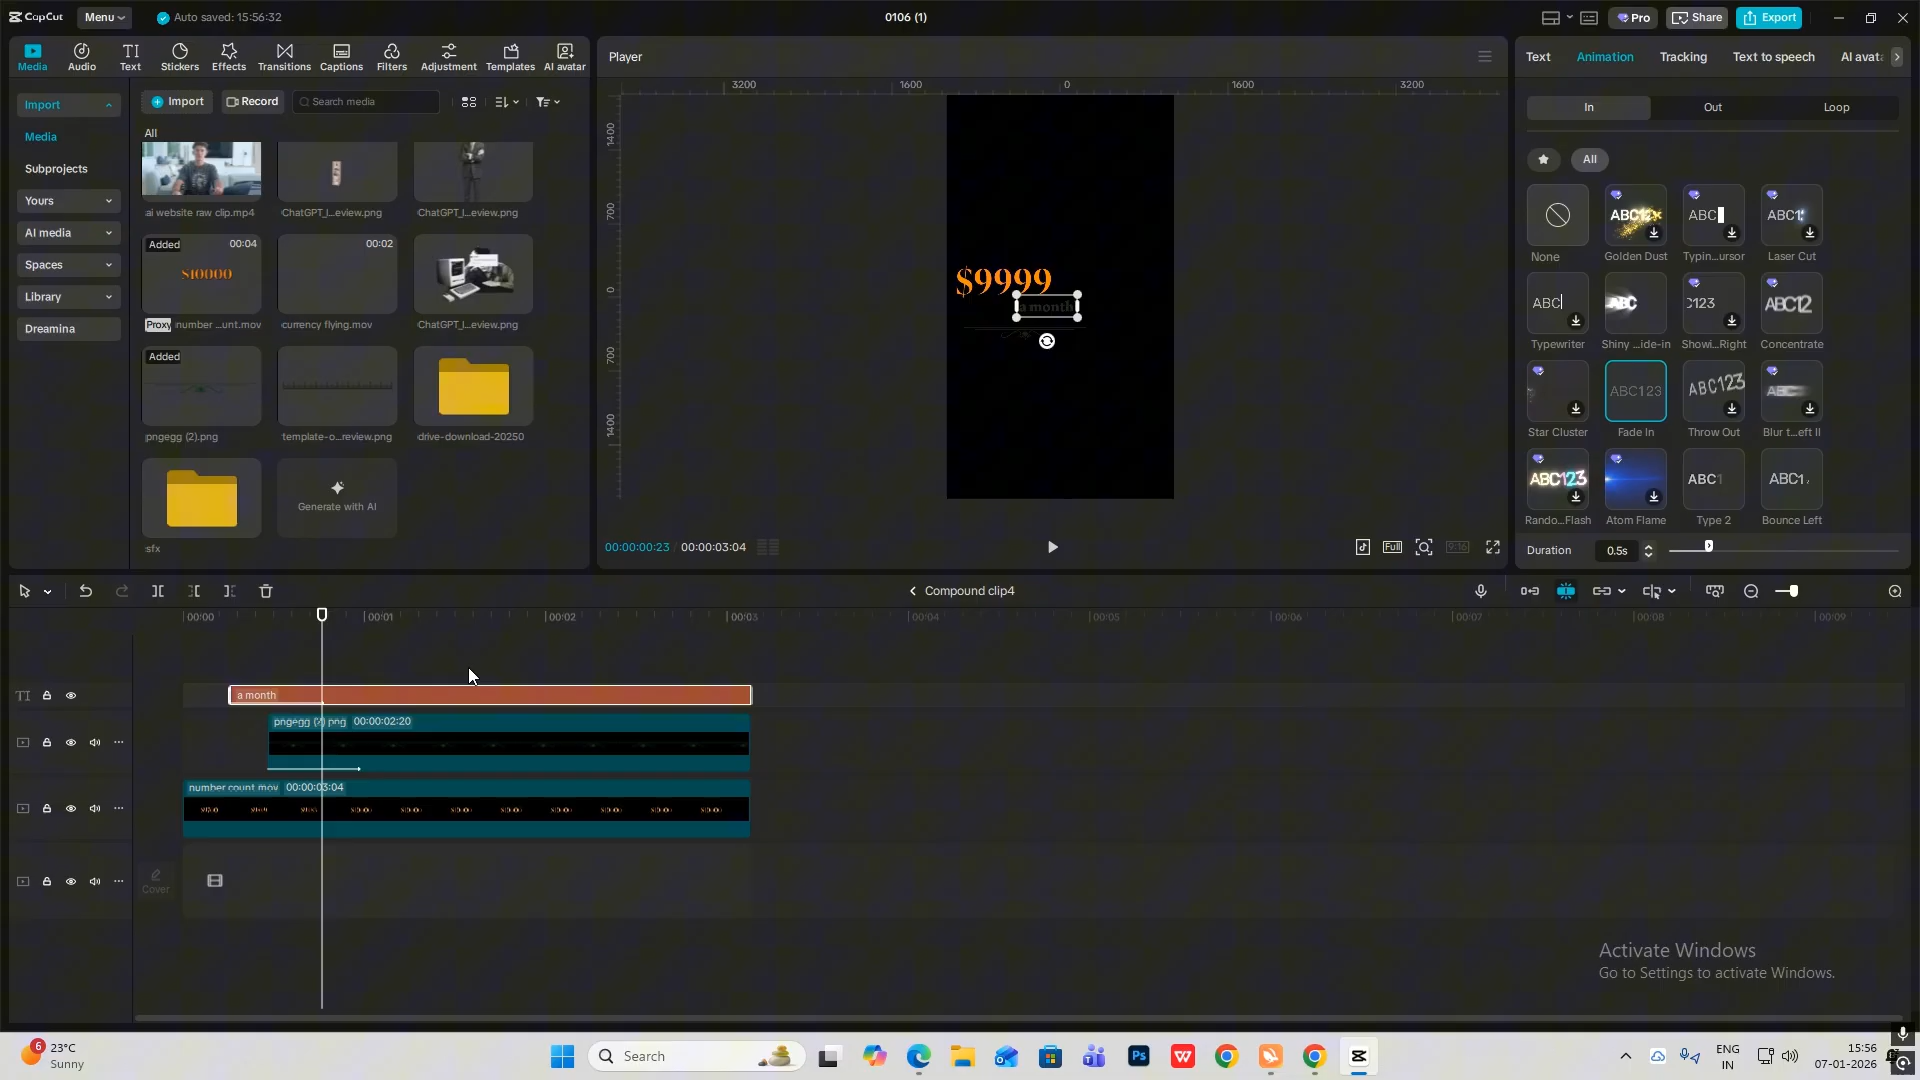 CapCut
Menu
Auto saved: 15:56:32
0106 (1)
Pro
Share
Export
Media
Audio
Text
Stickers
Effects
Transitions
Captions
Filters
Adjustment
Templates
AI avatar
Import
Media
Subprojects
Yours
AI media
Spaces
Library
Dreamina
Import
Record
Search media
All
ai website raw clip.mp4
ChatGPT_I...eview.png
ChatGPT_I...eview.png
Added 00:04
$10000
Proxy number ...unt.mov
00:02
currency flying.mov
ChatGPT_I...eview.png
Added
pngegg (2).png
template-o...review.png
drive-download-20250
sfx
Generate with AI
Player
3200 1600 0 1600 3200
1400
700
0
700
1400
$9999
a month
00:00:00:23 / 00:00:03:04
Full
9:16
Text
Animation
Tracking
Text to speech
AI avat
In
Out
Loop
All
None
Golden Dust
Typin...ursor
Laser Cut
Typewriter
Shiny ...ide-in
Showi...Right
Concentrate
Star Cluster
Fade In
Throw Out
Blur t...eft II
Rando...Flash
Atom Flame
Type 2
Bounce Left
Duration
0.5s
Compound clip4
00:00 00:01 00:02 00:03 00:04 00:05 00:06 00:07 00:08 00:09
TI
a month
pngegg (2).png 00:00:02:20
number count.mov 00:00:03:04
Cover
Activate Windows
Go to Settings to activate Windows.
6
23°C
Sunny
Search
Ps
ENG
IN
15:56
07-01-2026